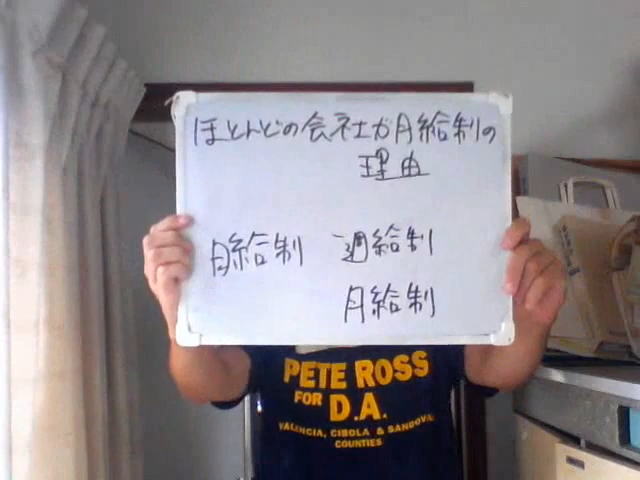 ほとんどの会社が月給制の
理由
月給制 週給制
月給制
PETE ROSS
FOR D.A.
VALENCIA, CIBOLA & SANDOVAL
COUNTIES